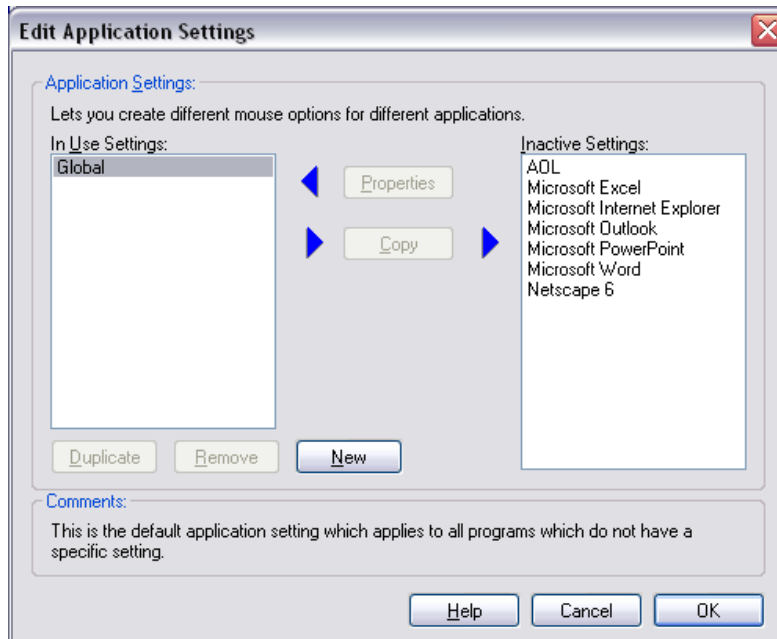 Edit Application Settings
Application Settings:
Lets you create different mouse options for different applications.
In Use Settings:
Inactive Settings:
Global
AOL
Microsoft Excel
Microsoft Internet Explorer
Microsoft Outlook
Microsoft PowerPoint
Microsoft Word
Netscape 6
Properties
Copy
Duplicate
Remove
New
Comments:
This is the default application setting which applies to all programs which do not have a
specific setting.
Help
Cancel
OK